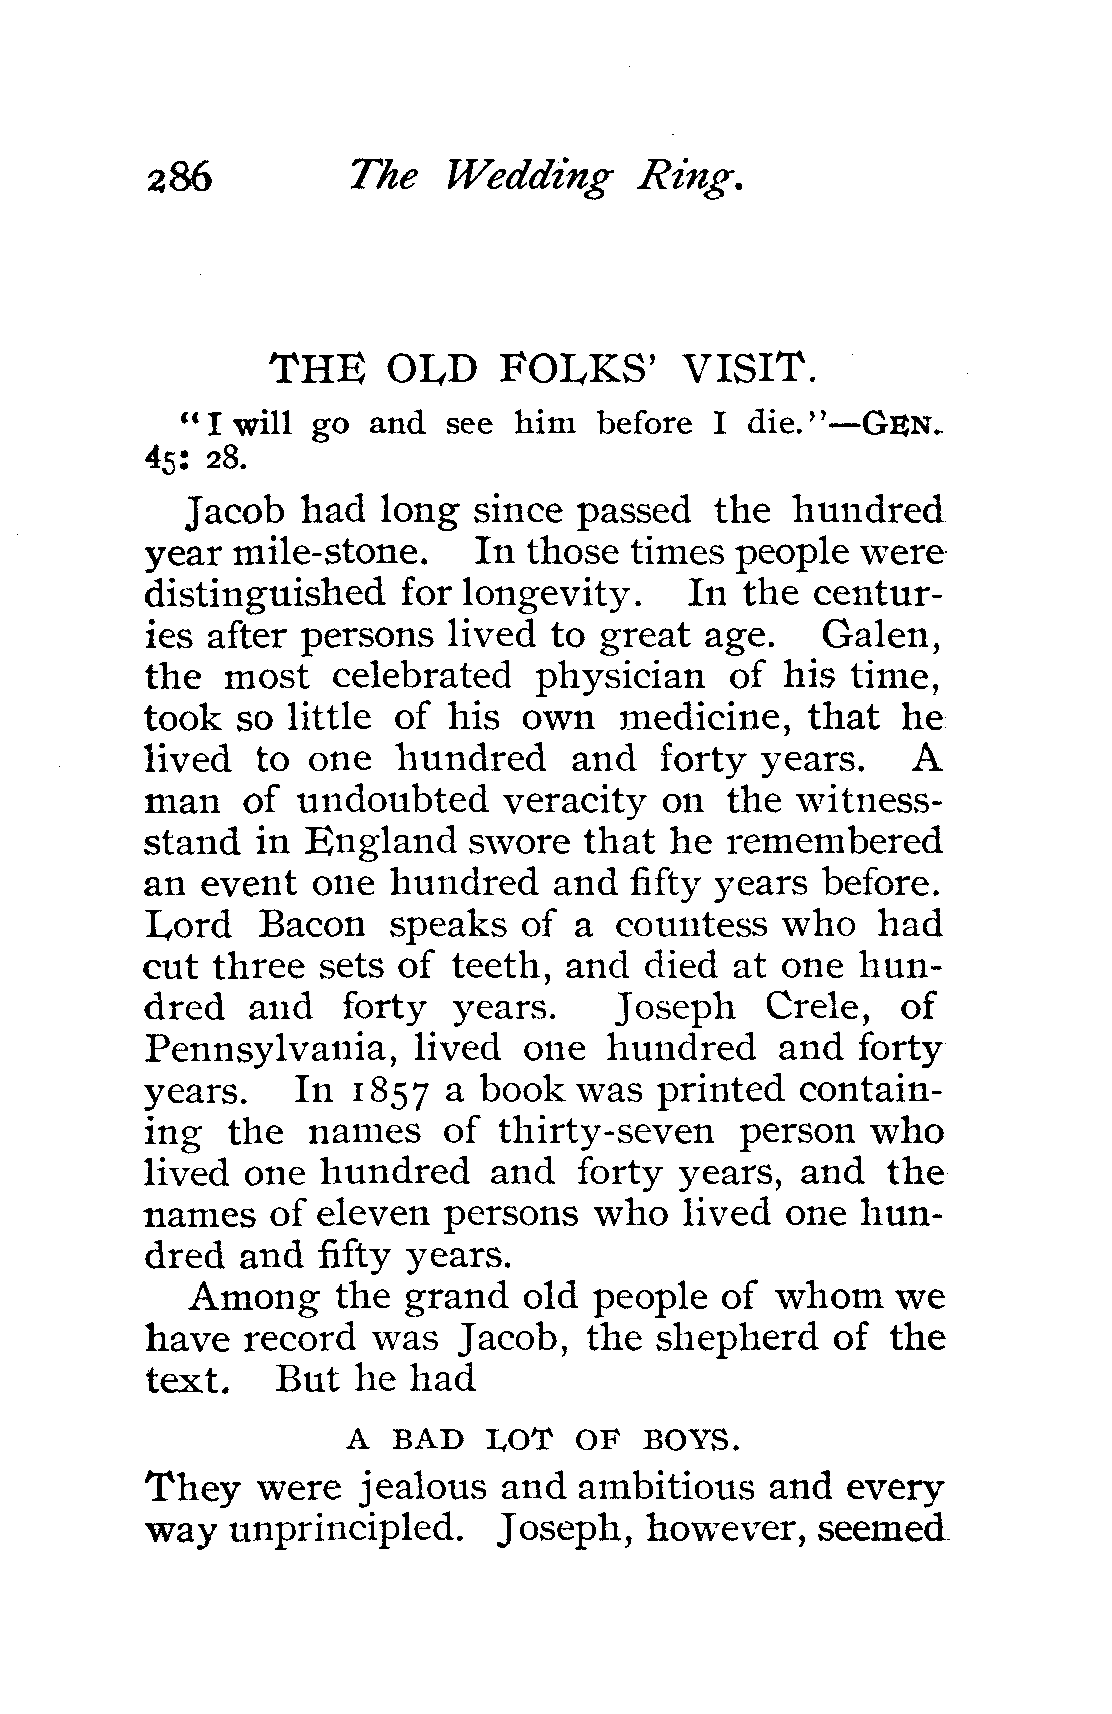 286 The Wedding Ring.
THE OLD FOLKS' VISIT.
"I will go and see him before I die."—GEN.
45: 28.
Jacob had long since passed the hundred
year mile-stone. In those times people were
distinguished for longevity. In the centur-
ies after persons lived to great age. Galen,
the most celebrated physician of his time,
took so little of his own medicine, that he
lived to one hundred and forty years. A
man of undoubted veracity on the witness-
stand in England swore that he remembered
an event one hundred and fifty years before.
Lord Bacon speaks of a countess who had
cut three sets of teeth, and died at one hun-
dred and forty years. Joseph Crele, of
Pennsylvania, lived one hundred and forty
years. In 1857 a book was printed contain-
ing the names of thirty-seven person who
lived one hundred and forty years, and the
names of eleven persons who lived one hun-
dred and fifty years.
Among the grand old people of whom we
have record was Jacob, the shepherd of the
text. But he had
A BAD LOT OF BOYS.
They were jealous and ambitious and every
way unprincipled. Joseph, however, seemed